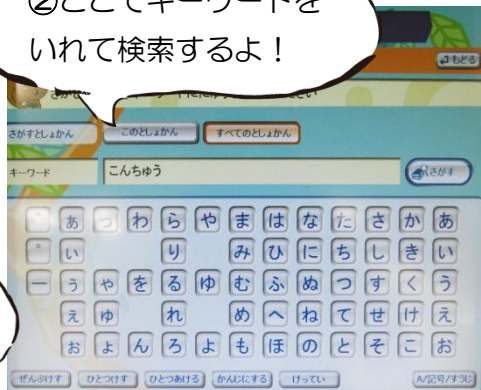 ②ここでキーワードを
いれて検索するよ！
もどる
さがすとしょかん
このとしょかん
すべてのとしょかん
キーワード
こんちゅう
さがす
゛ ぁ っ わ ら や ま は な た さ か あ
゜ ぃ り み ひ に ち し き い
ー ぅ ゃ を る ゆ む ふ ぬ つ す く う
ぇ ゅ れ め へ ね て せ け え
ぉ ょ ん ろ よ も ほ の と そ こ お
ぜんぶけす
ひとつけす
ひとつあける
かんじにする
けってい
A/記号/すうじ